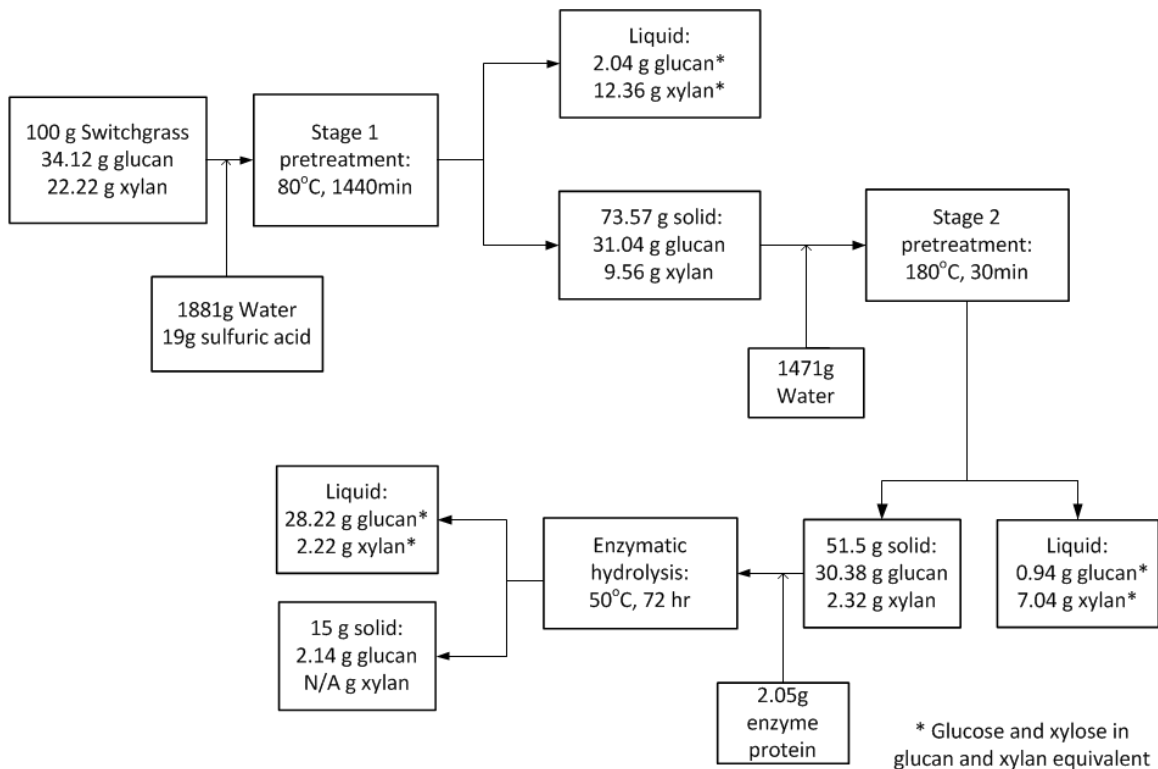 100 g Switchgrass
34.12 g glucan
22.22 g xylan
1881g Water
19g sulfuric acid
Stage 1
pretreatment:
80°C, 1440min
Liquid:
2.04 g glucan*
12.36 g xylan*
73.57 g solid:
31.04 g glucan
9.56 g xylan
1471g
Water
Stage 2
pretreatment:
180°C, 30min
Liquid:
0.94 g glucan*
7.04 g xylan*
51.5 g solid:
30.38 g glucan
2.32 g xylan
2.05g
enzyme
protein
Enzymatic
hydrolysis:
50°C, 72 hr
Liquid:
28.22 g glucan*
2.22 g xylan*
15 g solid:
2.14 g glucan
N/A g xylan
* Glucose and xylose in
glucan and xylan equivalent